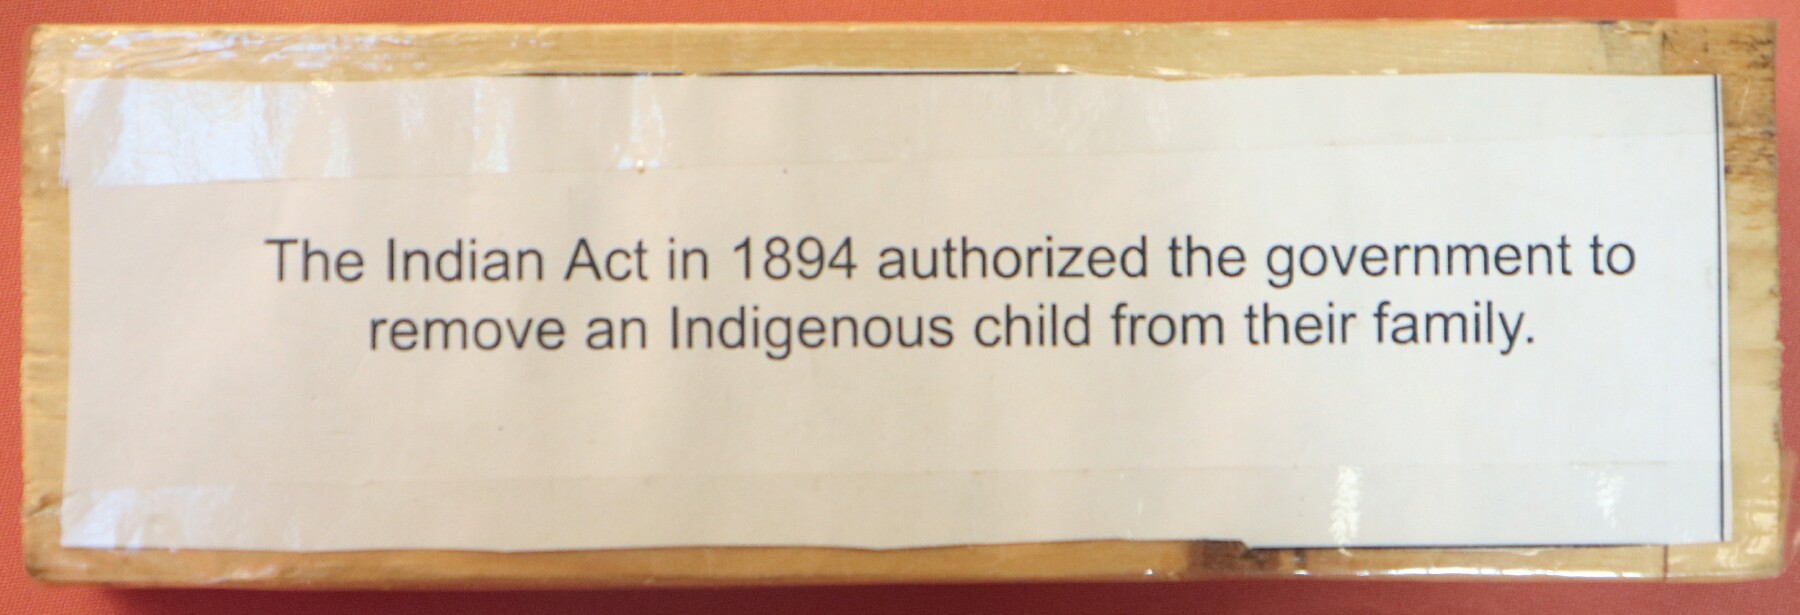 The Indian Act in 1894 authorized the government to
remove an Indigenous child from their family.